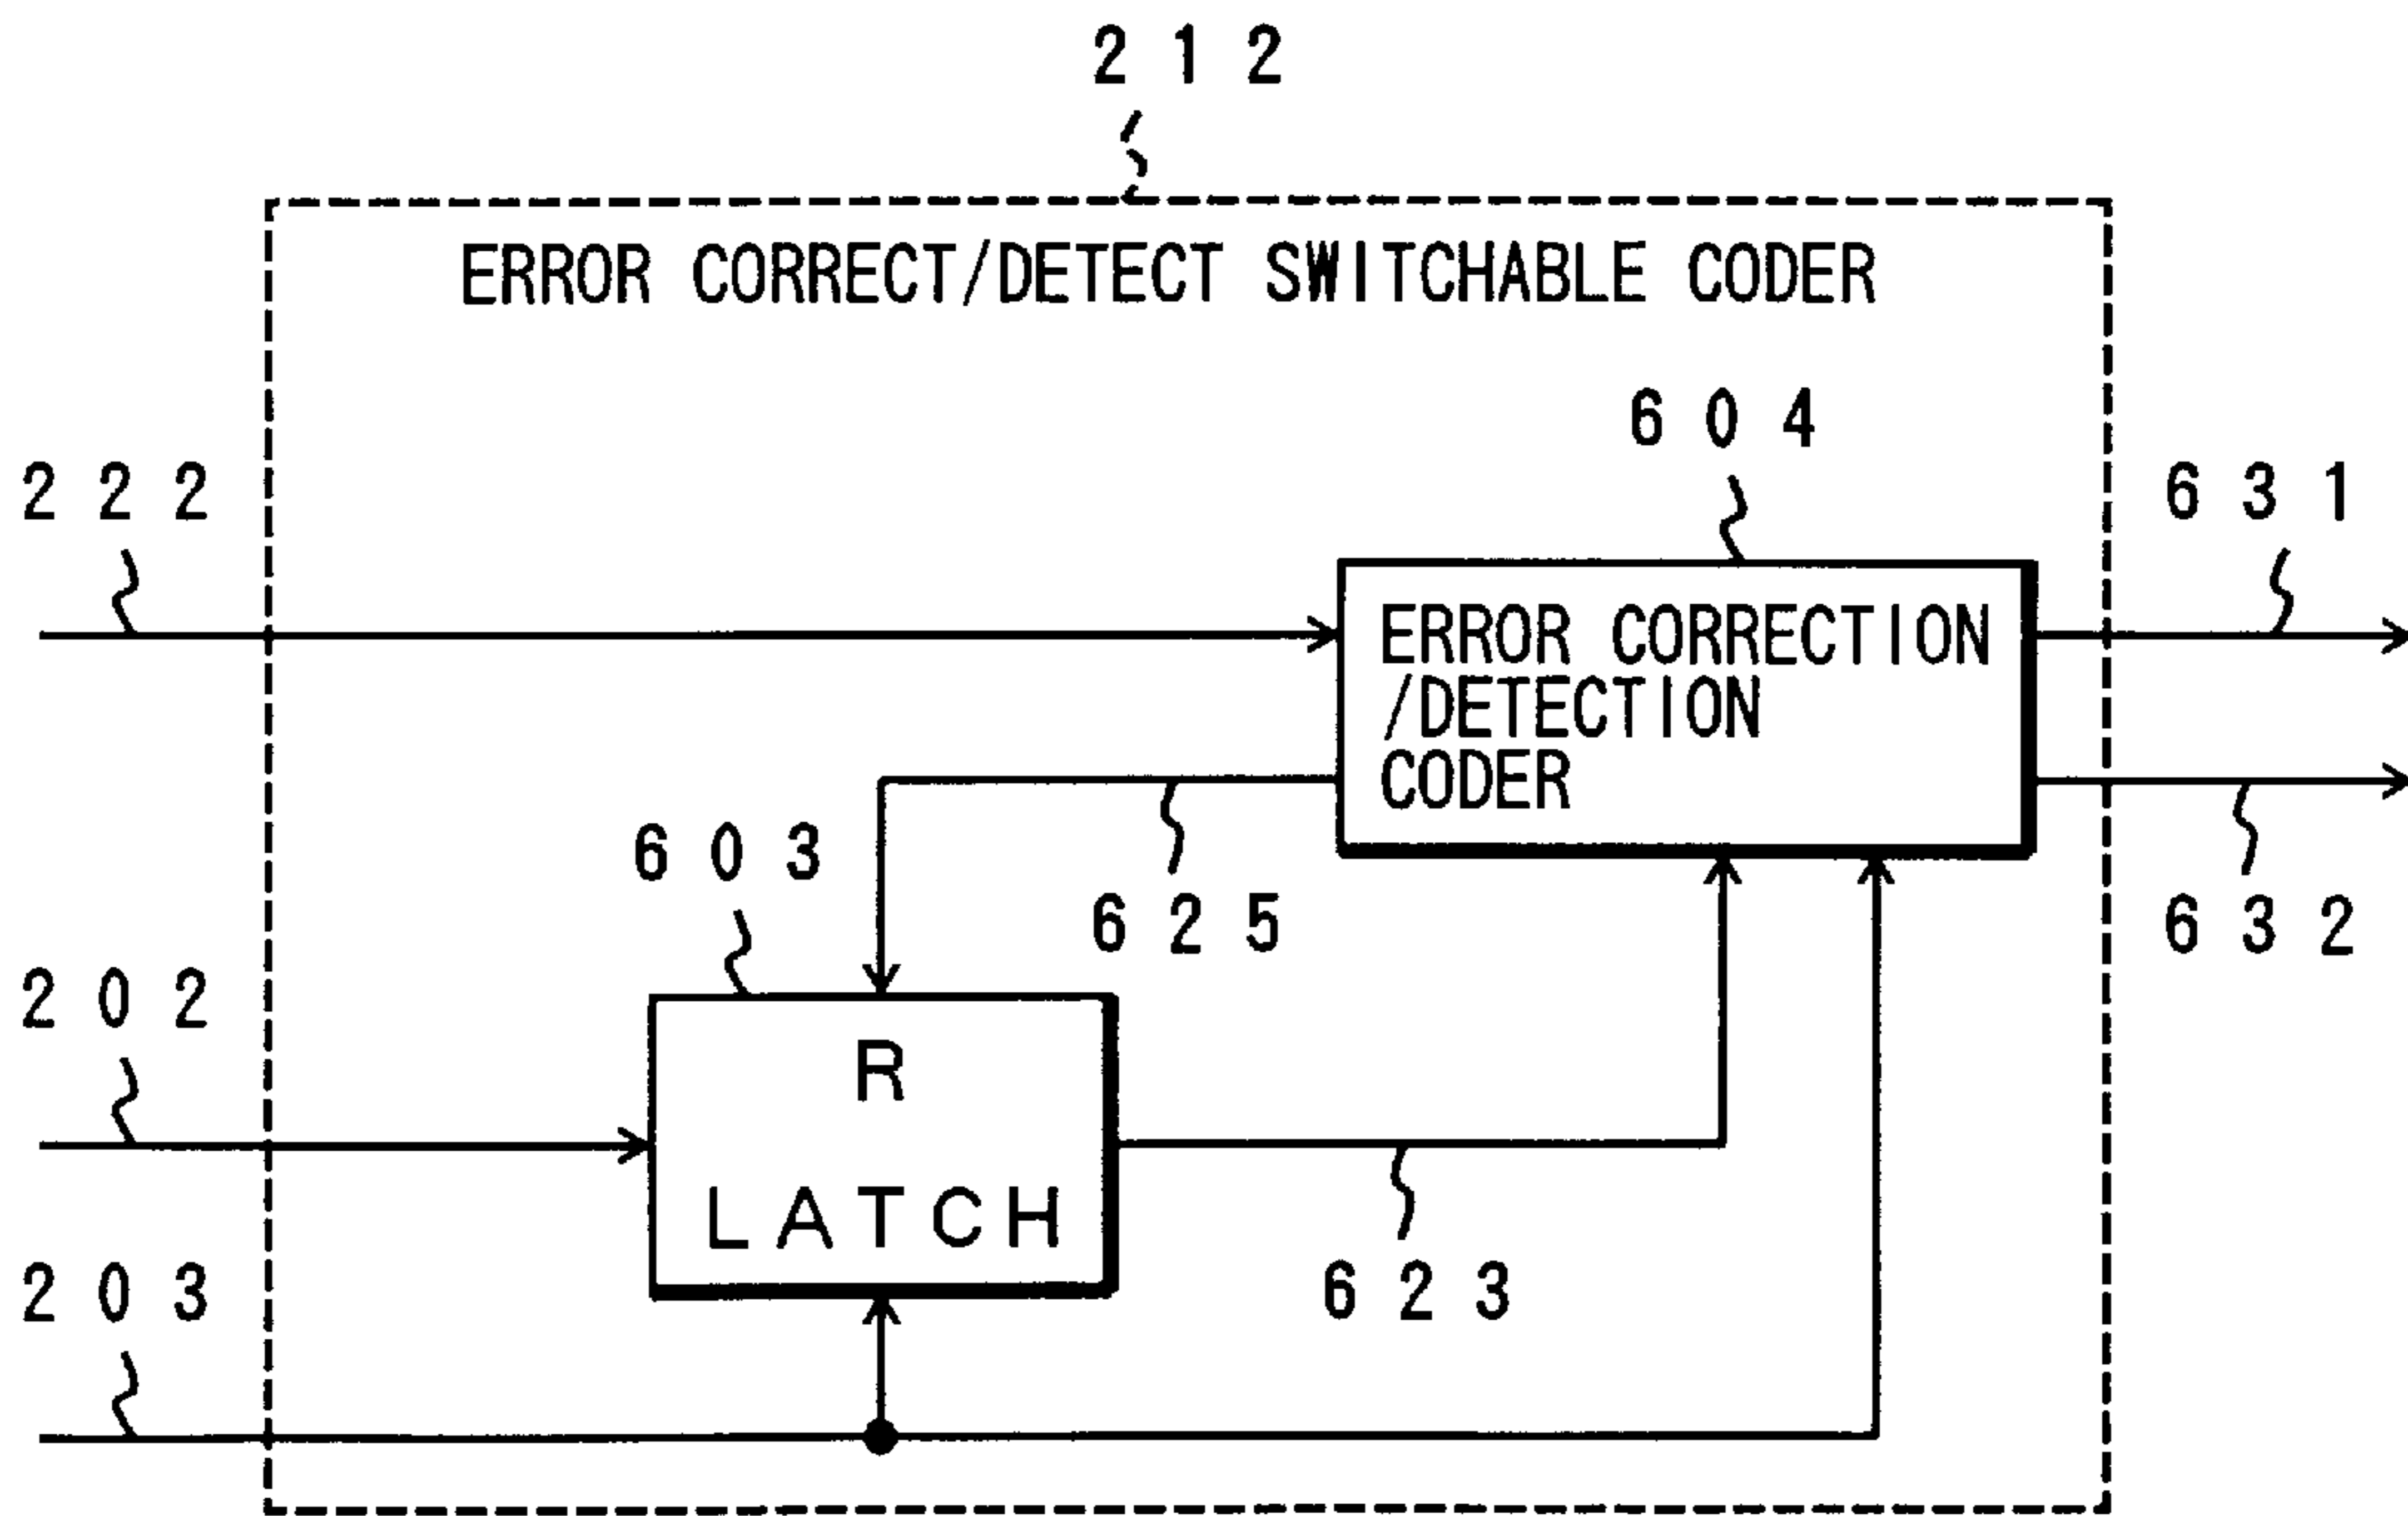 212
ERROR CORRECT/DETECT SWITCHABLE CODER
604
222
631
ERROR CORRECTION
/DETECTION
CODER
603
625
632
202
R
LATCH
623
203